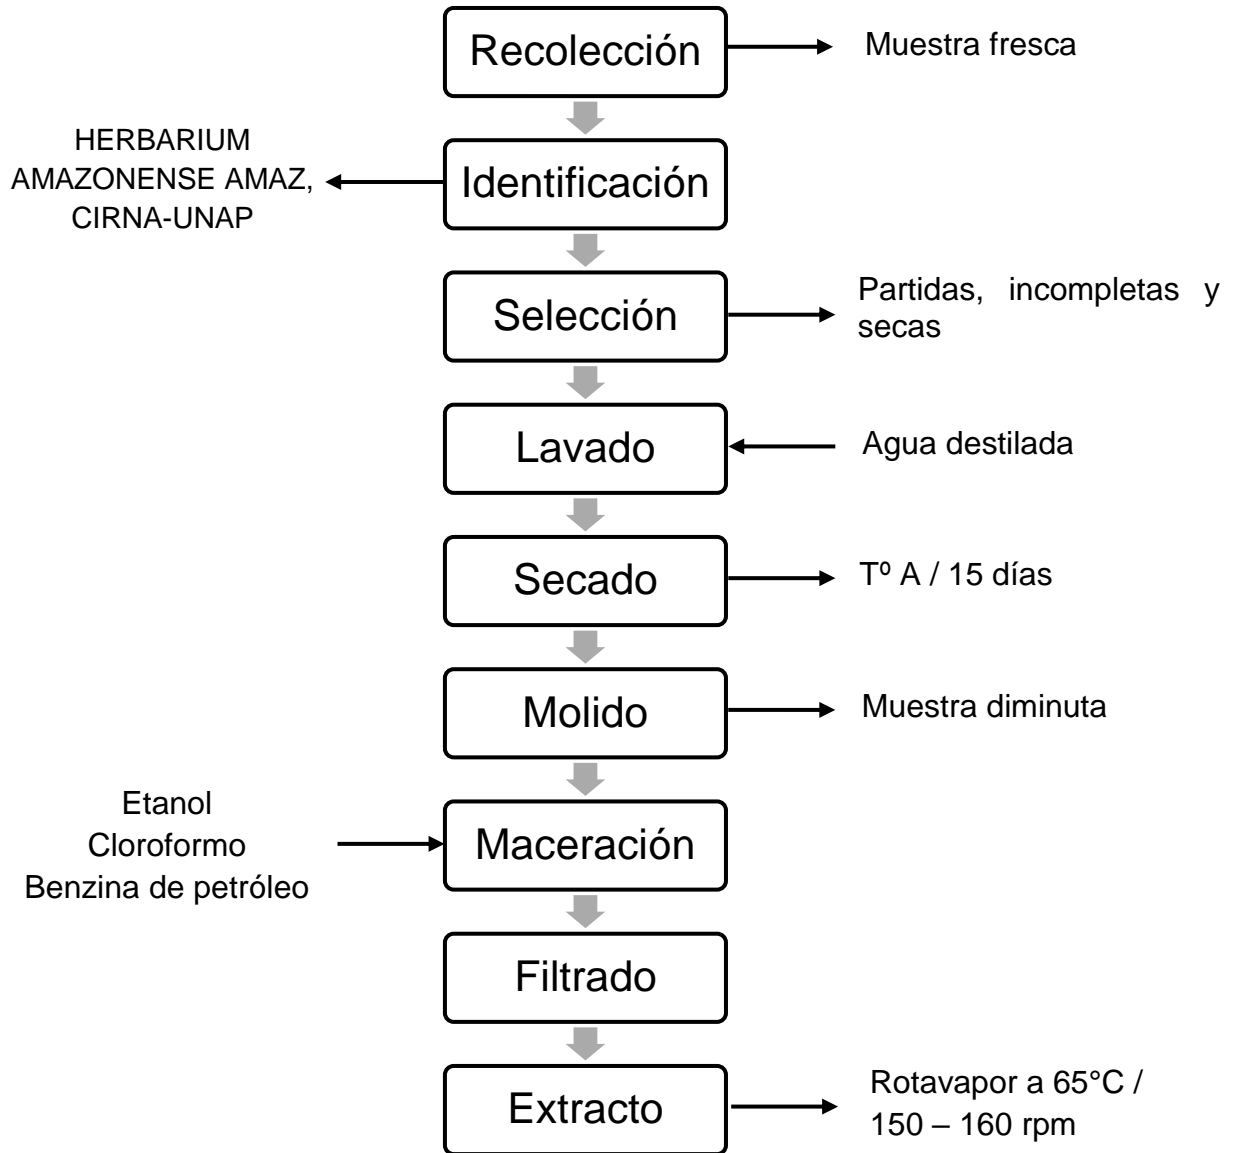 Recolección
Muestra fresca
HERBARIUM
AMAZONENSE AMAZ,
CIRNA-UNAP
Identificación
Selección
Partidas, incompletas y
secas
Lavado
Agua destilada
Secado
Tº A / 15 días
Molido
Muestra diminuta
Etanol
Cloroformo
Benzina de petróleo
Maceración
Filtrado
Extracto
Rotavapor a 65°C /
150 – 160 rpm